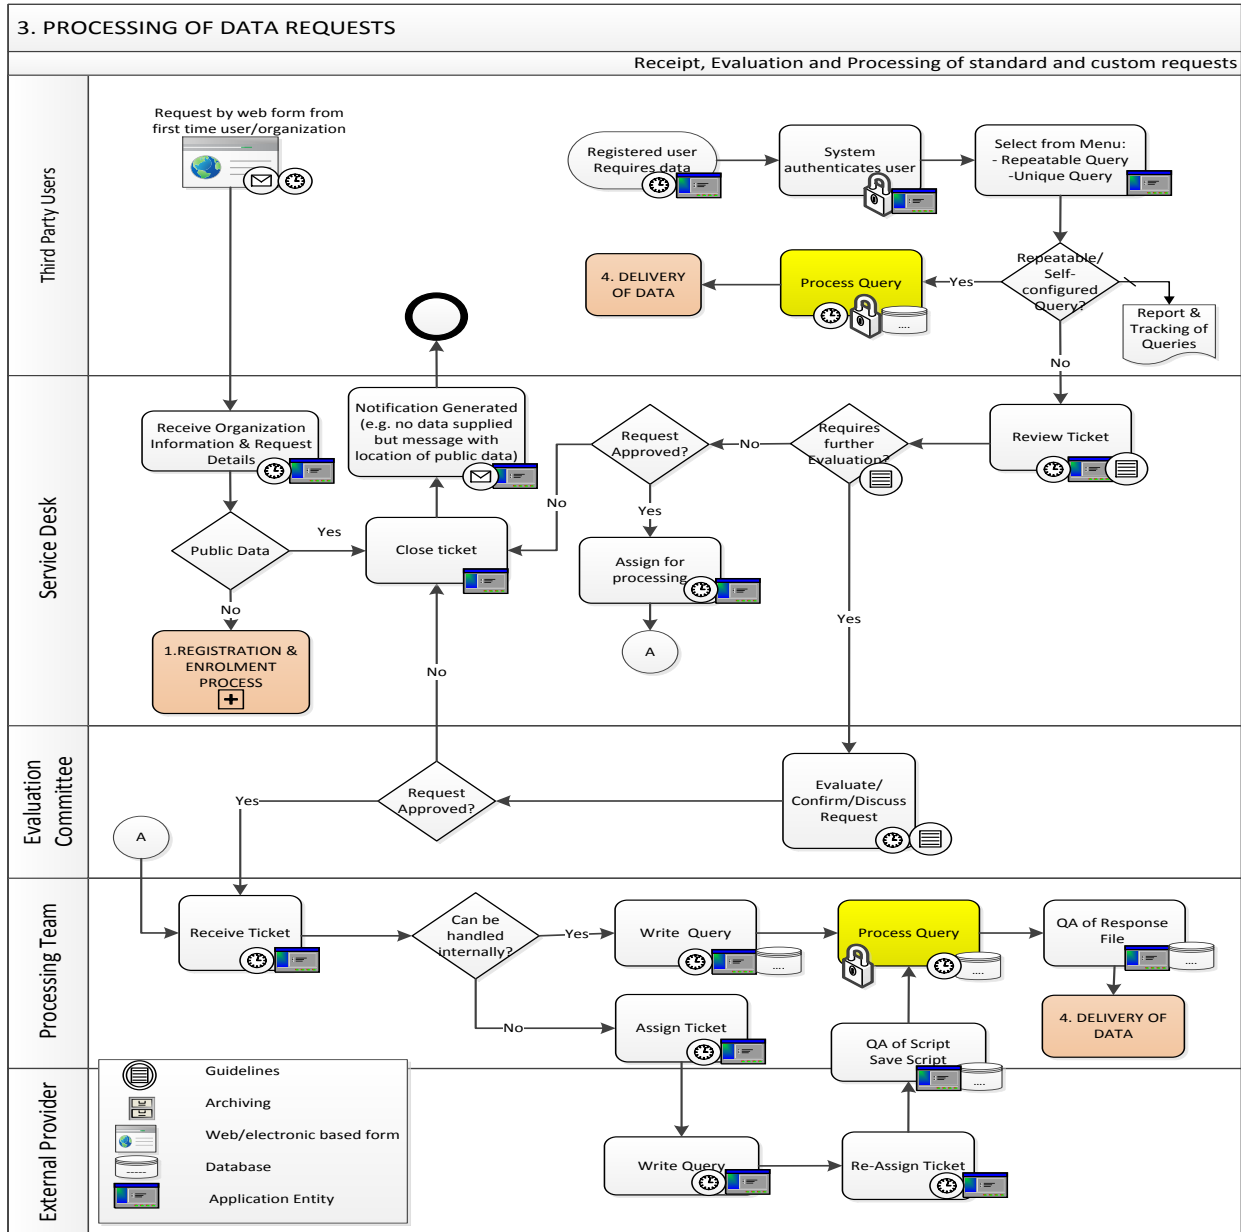 3. PROCESSING OF DATA REQUESTS
Receipt, Evaluation and Processing of standard and custom requests
Third Party Users
Request by web form from
first time user/organization
Registered user
Requires data
System
authenticates user
Select from Menu:
- Repeatable Query
-Unique Query
Repeatable/
Self-
configured
Query?
Yes
Process Query
4. DELIVERY
OF DATA
Report &
Tracking of
Queries
No
Service Desk
Receive Organization
Information & Request
Details
Notification Generated
(e.g. no data supplied
but message with
location of public data)
Request
Approved?
No
Requires
further
Evaluation?
Review Ticket
No
Yes
Public Data
Yes
Close ticket
Assign for
processing
Yes
No
1.REGISTRATION &
ENROLMENT
PROCESS
A
No
Evaluation
Committee
Evaluate/
Confirm/Discuss
Request
Request
Approved?
Yes
A
Processing Team
Receive Ticket
Can be
handled
internally?
Yes
Write Query
Process Query
QA of Response
File
No
Assign Ticket
QA of Script
Save Script
4. DELIVERY OF
DATA
External Provider
Write Query
Re-Assign Ticket
Guidelines
Archiving
Web/electronic based form
Database
Application Entity